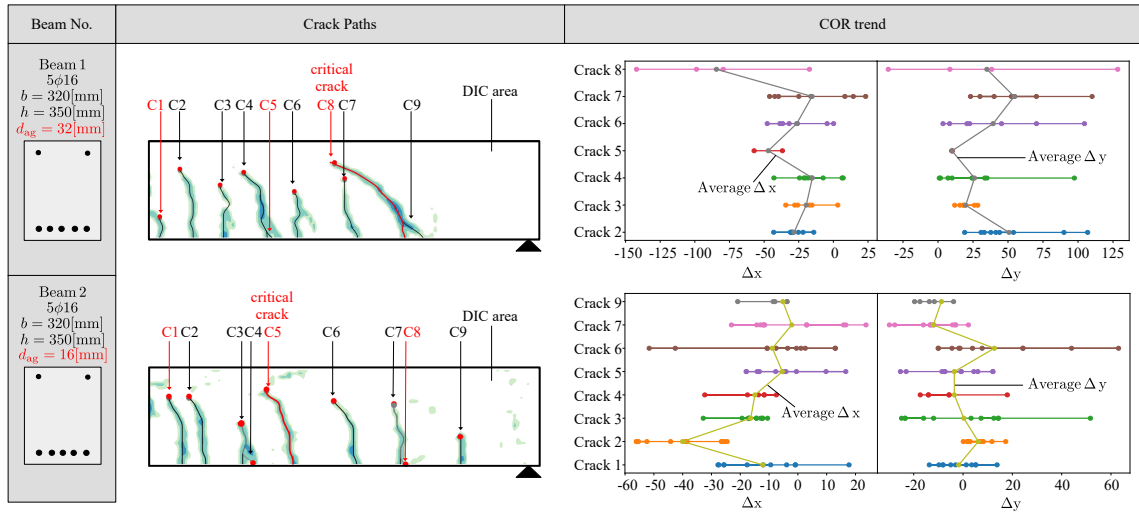 Beam No.
Crack Paths
COR trend
Beam 1
5ϕ16
b = 320[mm]
h = 350[mm]
d_ag = 32[mm]
critical
crack
DIC area
C1 C2 C3 C4 C5 C6 C8 C7 C9
Crack 8
Crack 7
Crack 6
Crack 5
Crack 4
Crack 3
Crack 2
Average Δx
Average Δy
-150 -125 -100 -75 -50 -25 0 25
Δx
-25 0 25 50 75 100 125
Δy
Beam 2
5ϕ16
b = 320[mm]
h = 350[mm]
d_ag = 16[mm]
critical
crack
DIC area
C1 C2 C3 C4 C5 C6 C7 C8 C9
Crack 9
Crack 7
Crack 6
Crack 5
Crack 4
Crack 3
Crack 2
Crack 1
Average Δx
Average Δy
-60 -50 -40 -30 -20 -10 0 10 20
Δx
-20 0 20 40 60
Δy